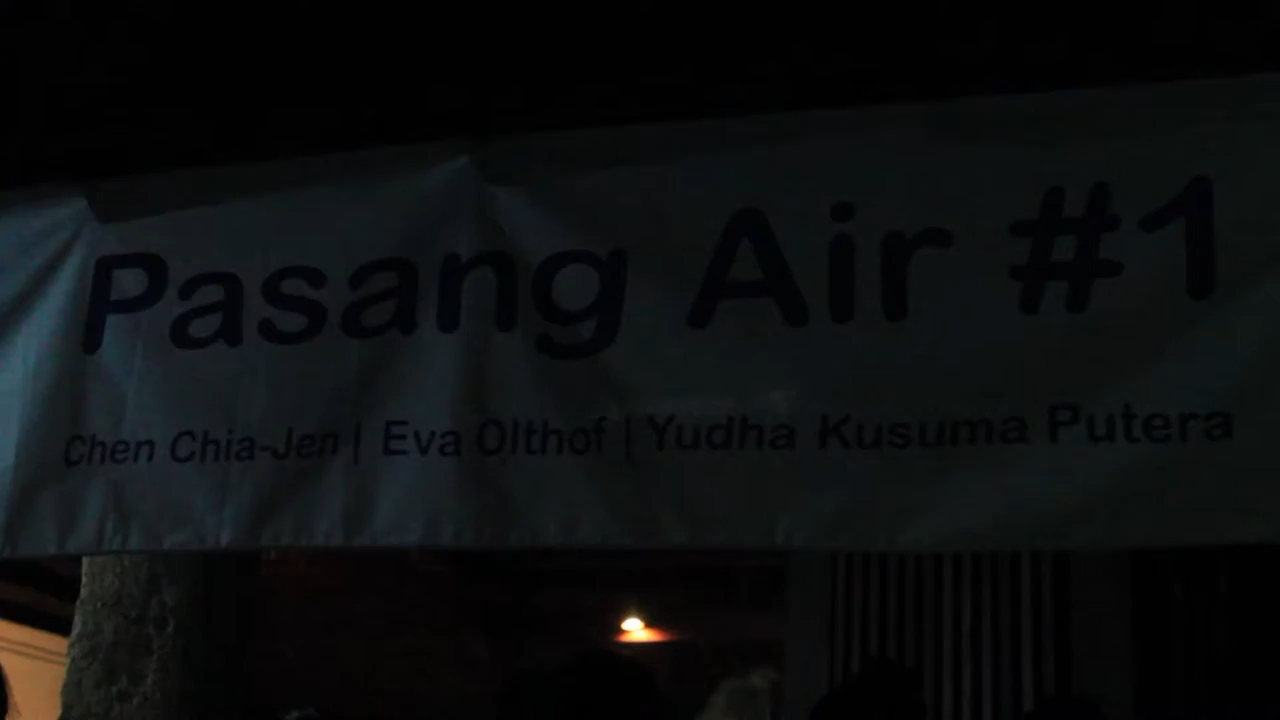 Pasang Air #1
Chen Chia-Jen | Eva Olthof | Yudha Kusuma Putera